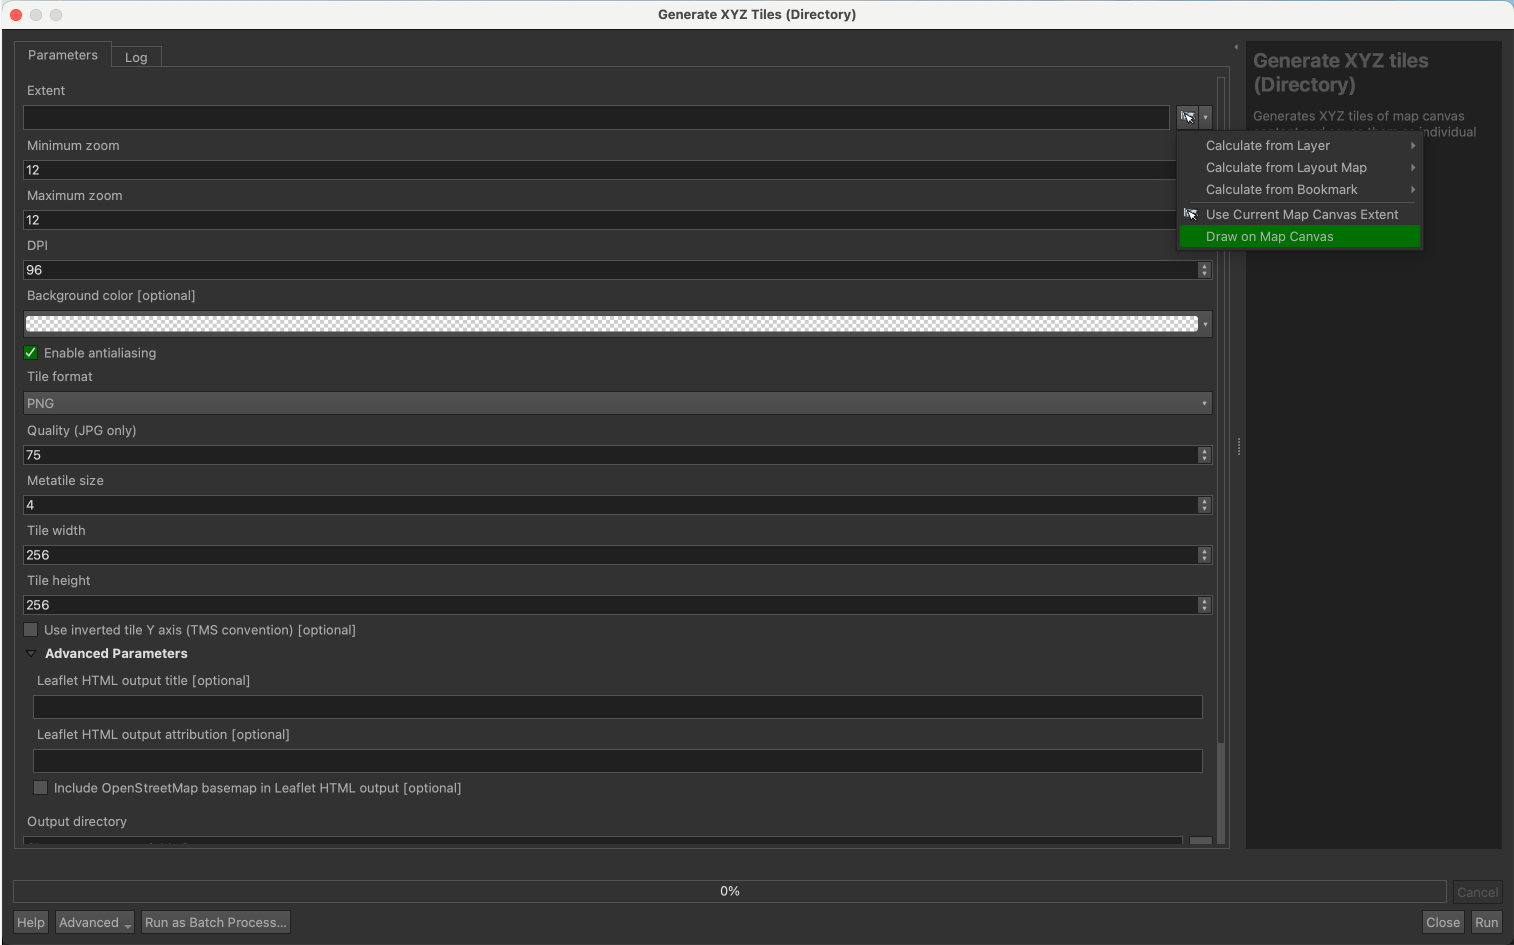 Generate XYZ Tiles (Directory)
Parameters
Log
Extent
Minimum zoom
12
Maximum zoom
12
DPI
96
Background color [optional]
Enable antialiasing
Tile format
PNG
Quality (JPG only)
75
Metatile size
4
Tile width
256
Tile height
256
Use inverted tile Y axis (TMS convention) [optional]
Advanced Parameters
Leaflet HTML output title [optional]
Leaflet HTML output attribution [optional]
Include OpenStreetMap basemap in Leaflet HTML output [optional]
Output directory
Generate XYZ tiles
(Directory)
Generates XYZ tiles of map canvas
individual
Calculate from Layer
Calculate from Layout Map
Calculate from Bookmark
Use Current Map Canvas Extent
Draw on Map Canvas
0%
Cancel
Help
Advanced
Run as Batch Process...
Close
Run